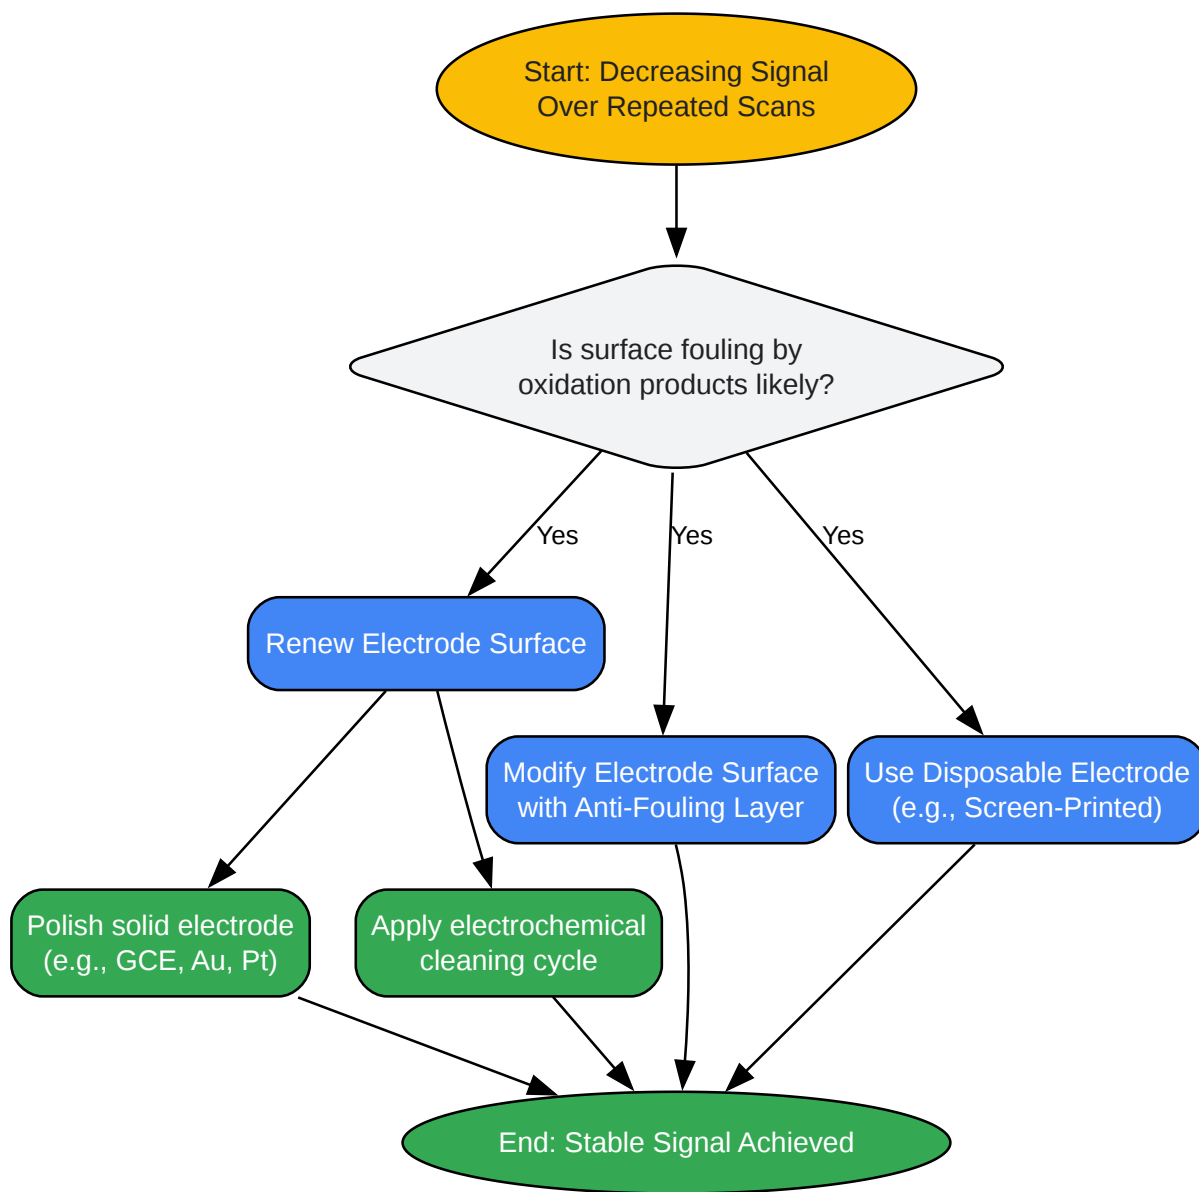 Start: Decreasing Signal
Over Repeated Scans
Is surface fouling by
oxidation products likely?
Yes
Yes
Yes
Renew Electrode Surface
Modify Electrode Surface
with Anti-Fouling Layer
Use Disposable Electrode
(e.g., Screen-Printed)
Polish solid electrode
(e.g., GCE, Au, Pt)
Apply electrochemical
cleaning cycle
End: Stable Signal Achieved